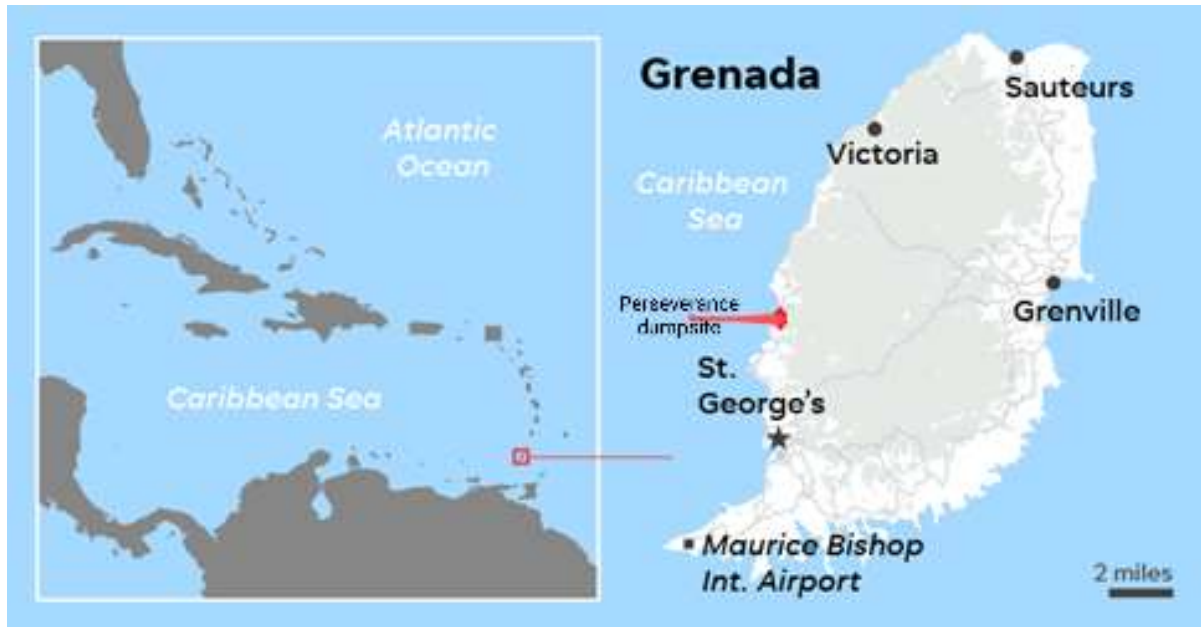 Atlantic
Ocean
Caribbean Sea
Grenada
Sauteurs
Victoria
Caribbean
Sea
Perseverance
dumpsite
Grenville
St.
George's
Maurice Bishop
Int. Airport
2 miles